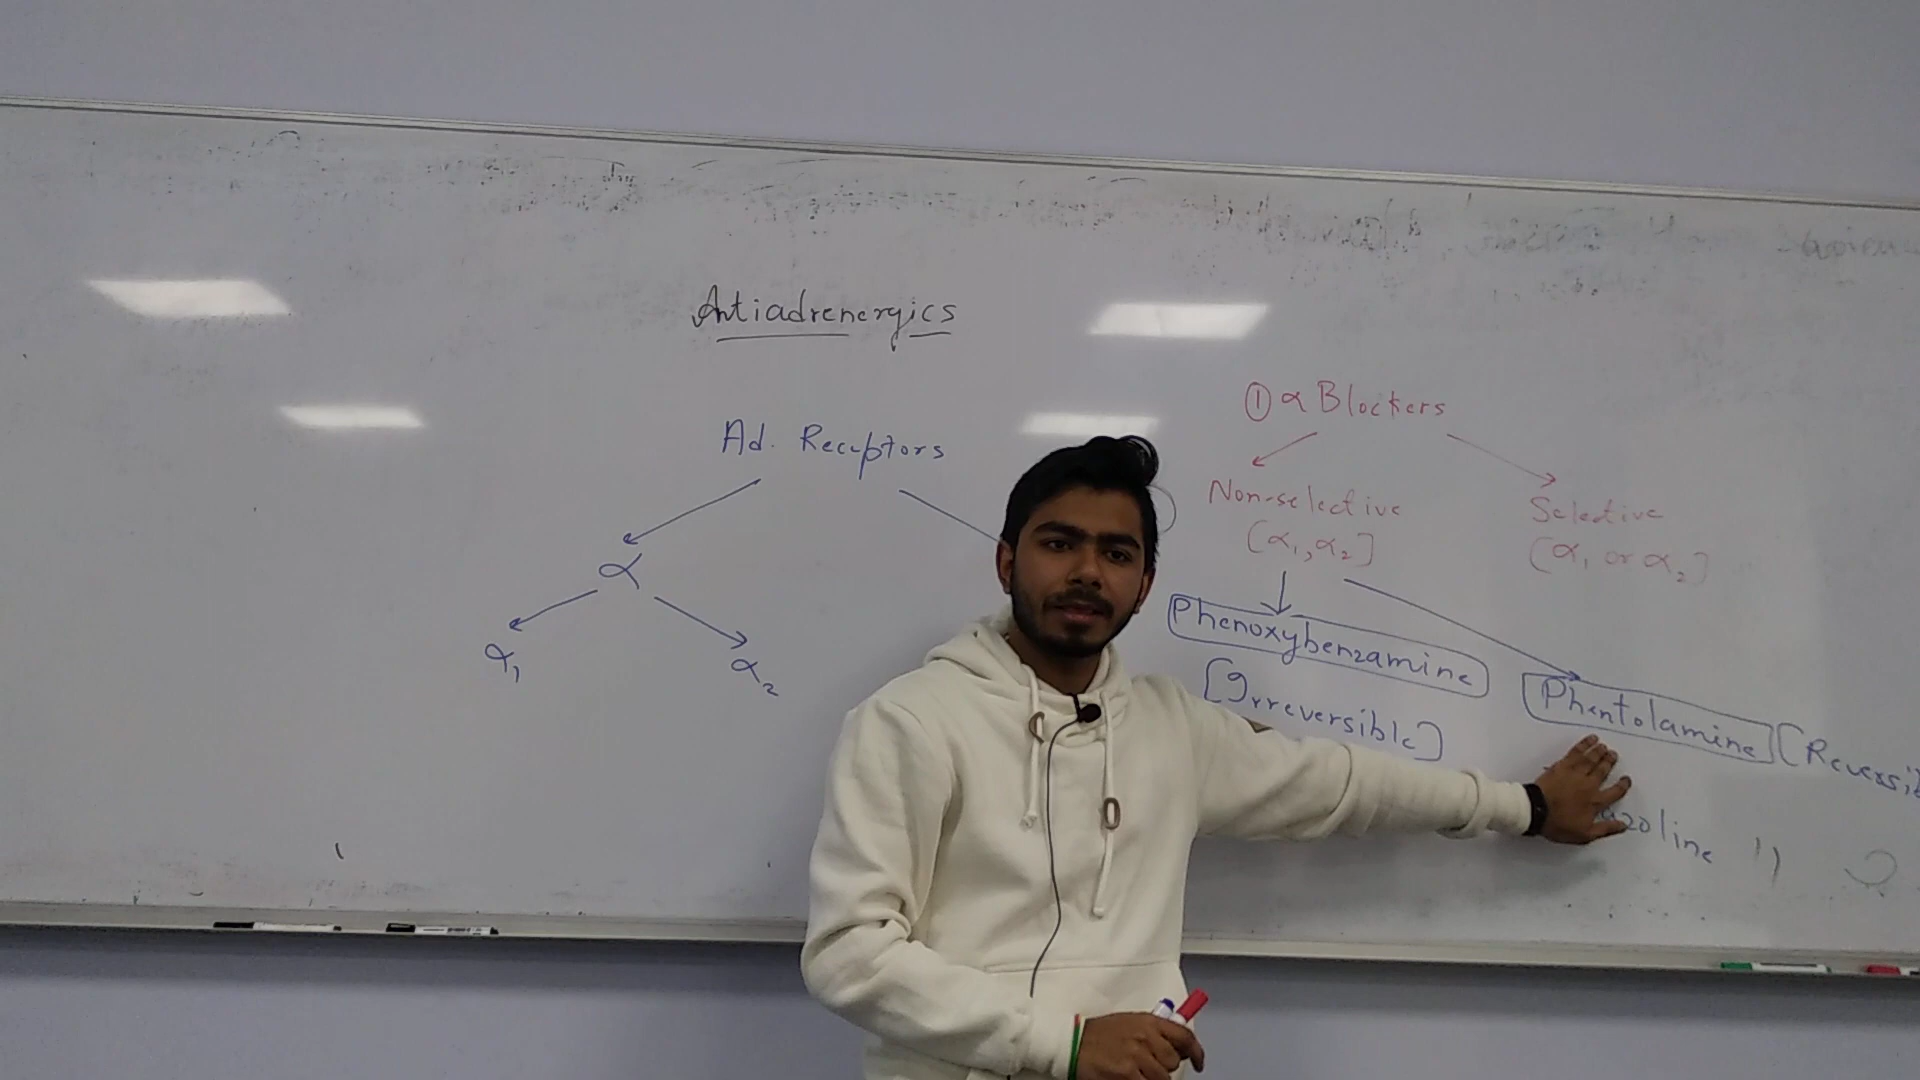 Antiadrenergics
Ad. Receptors
α
α₁
α₂
① α Blockers
Non-selective
[α₁, α₂]
Selective
[α₁ or α₂]
Phenoxybenzamine
[Irreversible]
Phentolamine [Reversi
azoline "